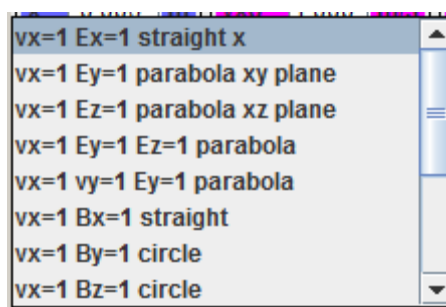 vx=1 Ex=1 straight x
vx=1 Ey=1 parabola xy plane
vx=1 Ez=1 parabola xz plane
vx=1 Ey=1 Ez=1 parabola
vx=1 vy=1 Ey=1 parabola
vx=1 Bx=1 straight
vx=1 By=1 circle
vx=1 Bz=1 circle